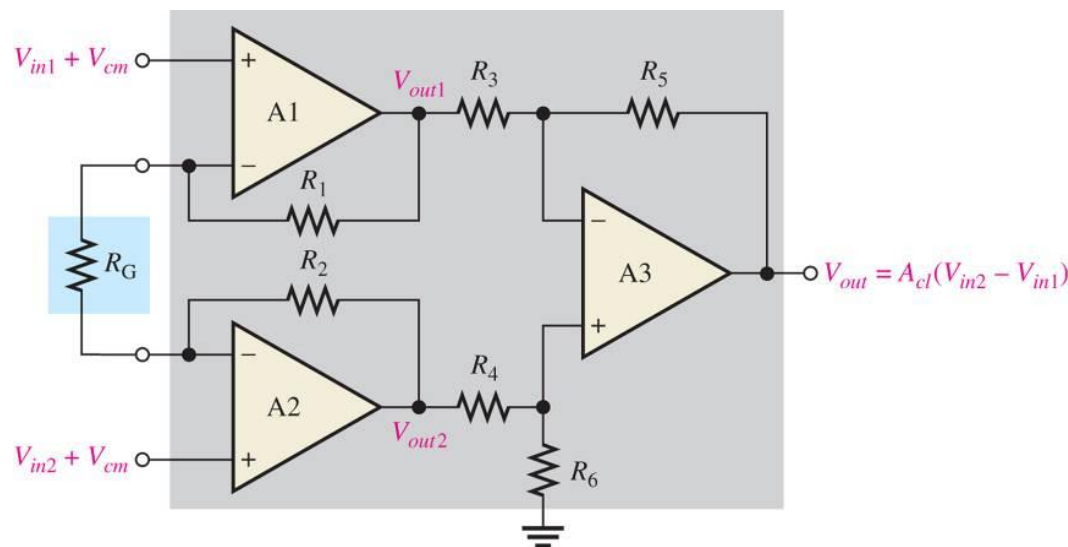 V_in1 + V_cm
+
A1
−
V_out1
R_3
R_5
R_1
R_G
R_2
−
A3
+
V_out = A_cl(V_in2 − V_in1)
−
A2
+
R_4
V_out2
V_in2 + V_cm
R_6